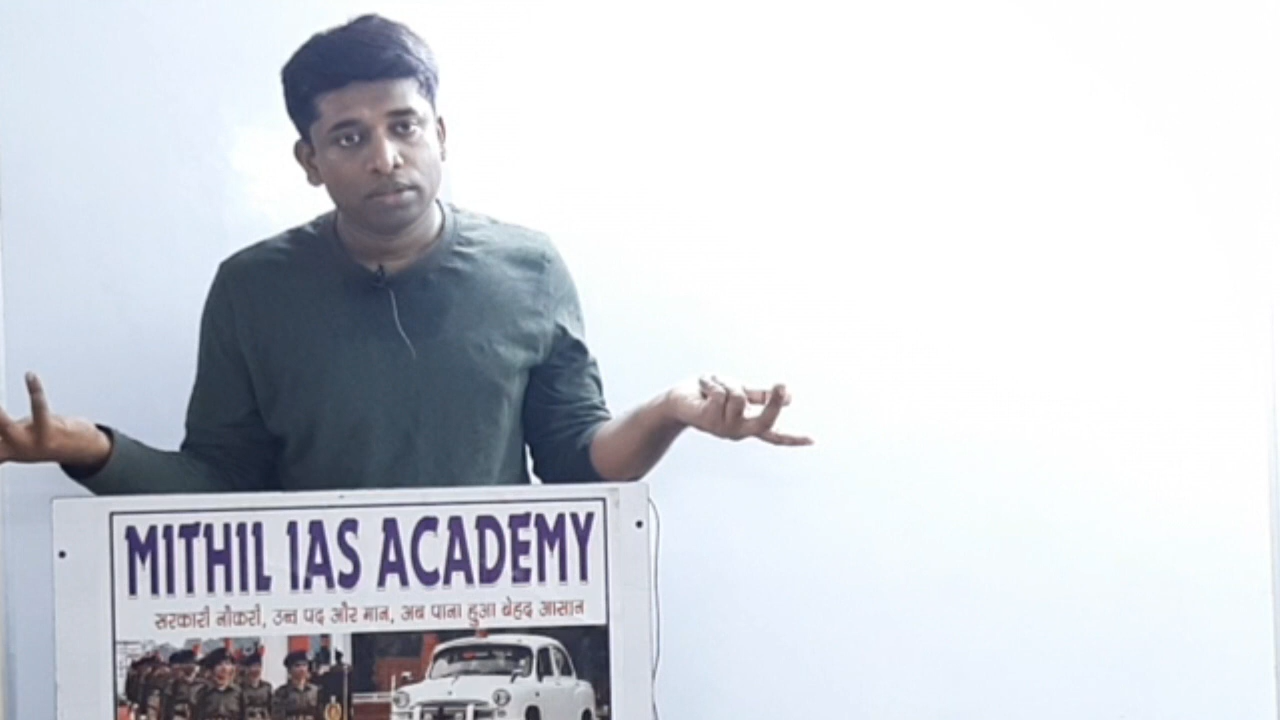 MITHIL IAS ACADEMY
सरकारी नौकरी, उच्च पद और मान, अब पाना हुआ बेहद आसान